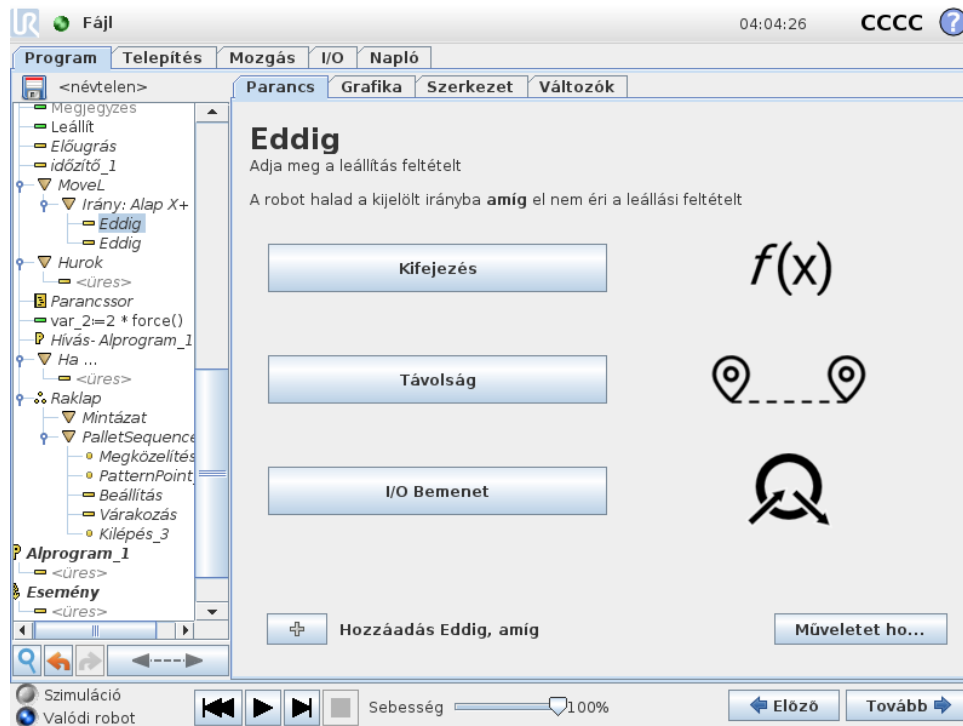 UR Fájl 04:04:26 CCCC ?
Program Telepítés Mozgás I/O Napló
<névtelen>
Parancs Grafika Szerkezet Változók
Megjegyzés
Leállít
Előugrás
időzítő_1
MoveL
Irány: Alap X+
Eddig
Eddig
Hurok
<üres>
Parancssor
var_2:=2 * force()
Hívás- Alprogram_1
Ha ...
<üres>
Raklap
Mintázat
PalletSequence
Megközelítés
PatternPoint
Beállítás
Várakozás
Kilépés_3
Alprogram_1
<üres>
Esemény
<üres>
Eddig
Adja meg a leállítás feltételt
A robot halad a kijelölt irányba amíg el nem éri a leállási feltételt
Kifejezés
f(x)
Távolság
I/O Bemenet
Hozzáadás Eddig, amíg
Műveletet ho...
Szimuláció
Valódi robot
Sebesség 100%
Előző
Tovább